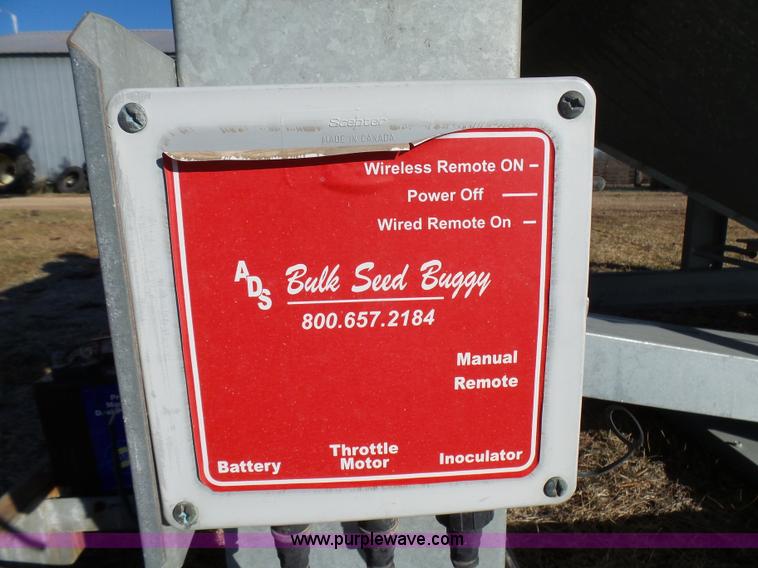 Scepter
MADE IN CANADA
Wireless Remote ON –
Power Off —
Wired Remote On –
ADS Bulk Seed Buggy
800.657.2184
Manual
Remote
Battery
Throttle
Motor
Inoculator
www.purplewave.com